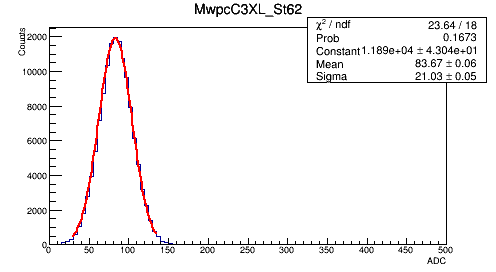 MwpcC3XL_St62
χ² / ndf 23.64 / 18
Prob 0.1673
Constant 1.189e+04 ± 4.304e+01
Mean 83.67 ± 0.06
Sigma 21.03 ± 0.05
Counts
12000
10000
8000
6000
4000
2000
0
0 50 100 150 200 250 300 350 400 450 500
ADC